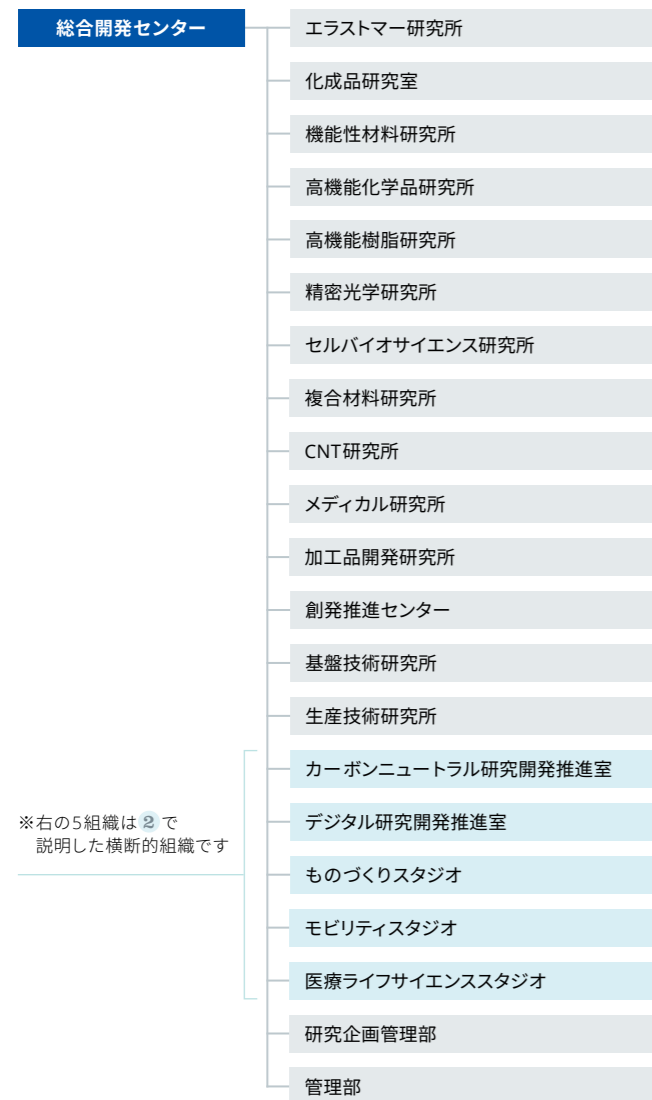 総合開発センター
エラストマー研究所
化成品研究室
機能性材料研究所
高機能化学品研究所
高機能樹脂研究所
精密光学研究所
セルバイオサイエンス研究所
複合材料研究所
CNT研究所
メディカル研究所
加工品開発研究所
創発推進センター
基盤技術研究所
生産技術研究所
カーボンニュートラル研究開発推進室
デジタル研究開発推進室
ものづくりスタジオ
モビリティスタジオ
医療ライフサイエンススタジオ
※右の5組織は 2 で
説明した横断的組織です
研究企画管理部
管理部